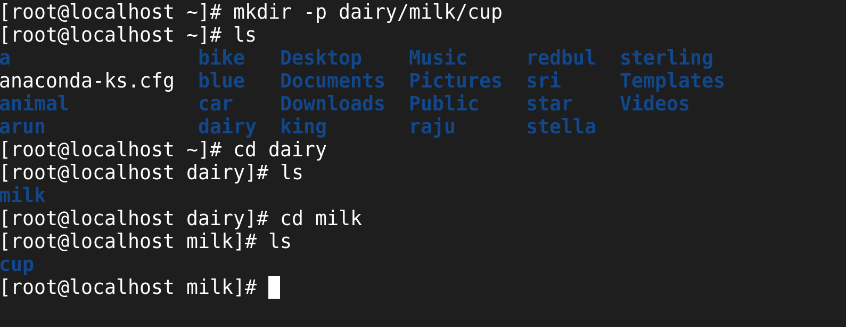 [root@localhost ~]# mkdir -p dairy/milk/cup
[root@localhost ~]# ls
a                bike  Desktop    Music     redbul  sterling
anaconda-ks.cfg  blue  Documents  Pictures  sri     Templates
animal           car   Downloads  Public    star    Videos
arun             dairy king       raju      stella
[root@localhost ~]# cd dairy
[root@localhost dairy]# ls
milk
[root@localhost dairy]# cd milk
[root@localhost milk]# ls
cup
[root@localhost milk]#